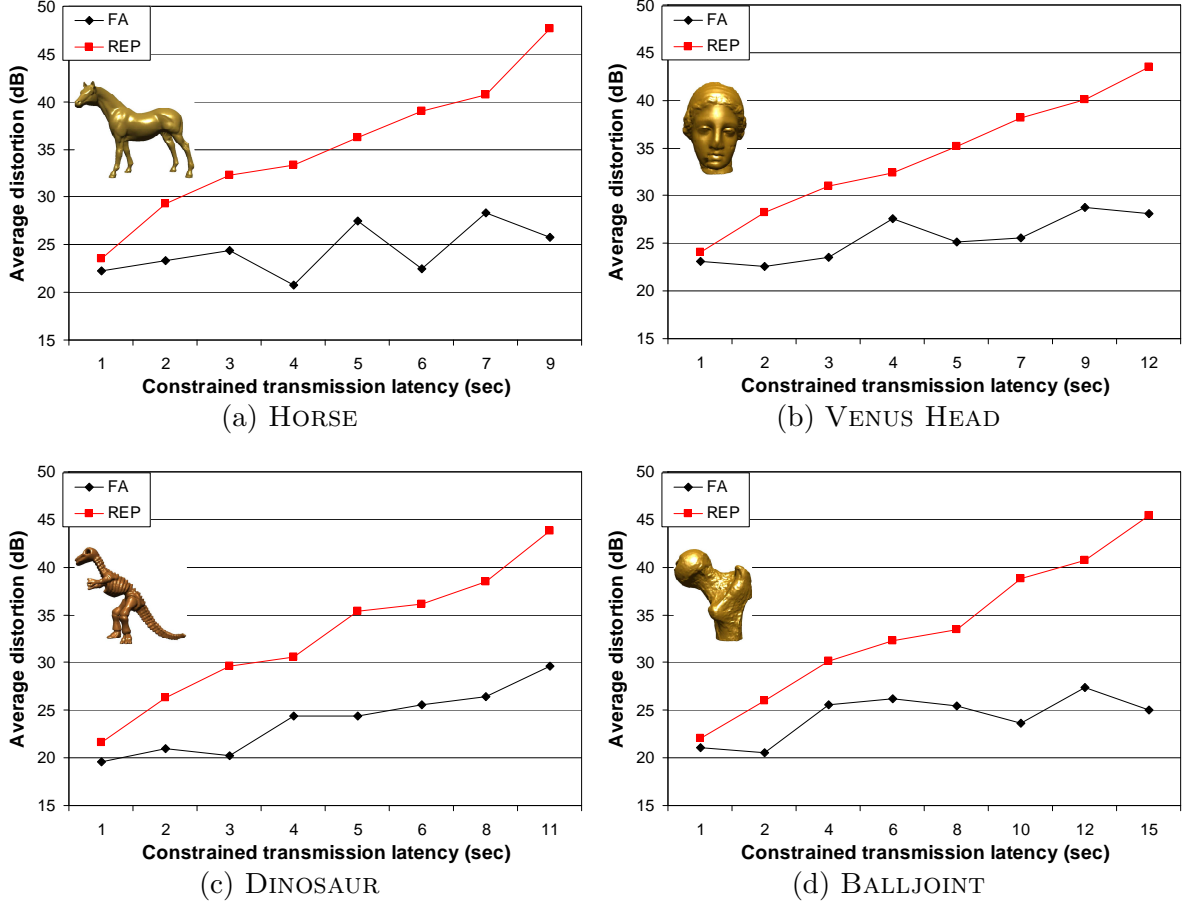 50
45
40
35
30
25
20
15
Average distortion (dB)
FA
REP
1 2 3 4 5 6 7 9
Constrained transmission latency (sec)
(a) HORSE
50
45
40
35
30
25
20
15
Average distortion (dB)
FA
REP
1 2 3 4 5 7 9 12
Constrained transmission latency (sec)
(b) VENUS HEAD
50
45
40
35
30
25
20
15
Average distortion (dB)
FA
REP
1 2 3 4 5 6 8 11
Constrained transmission latency (sec)
(c) DINOSAUR
50
45
40
35
30
25
20
15
Average distortion (dB)
FA
REP
1 2 4 6 8 10 12 15
Constrained transmission latency (sec)
(d) BALLJOINT